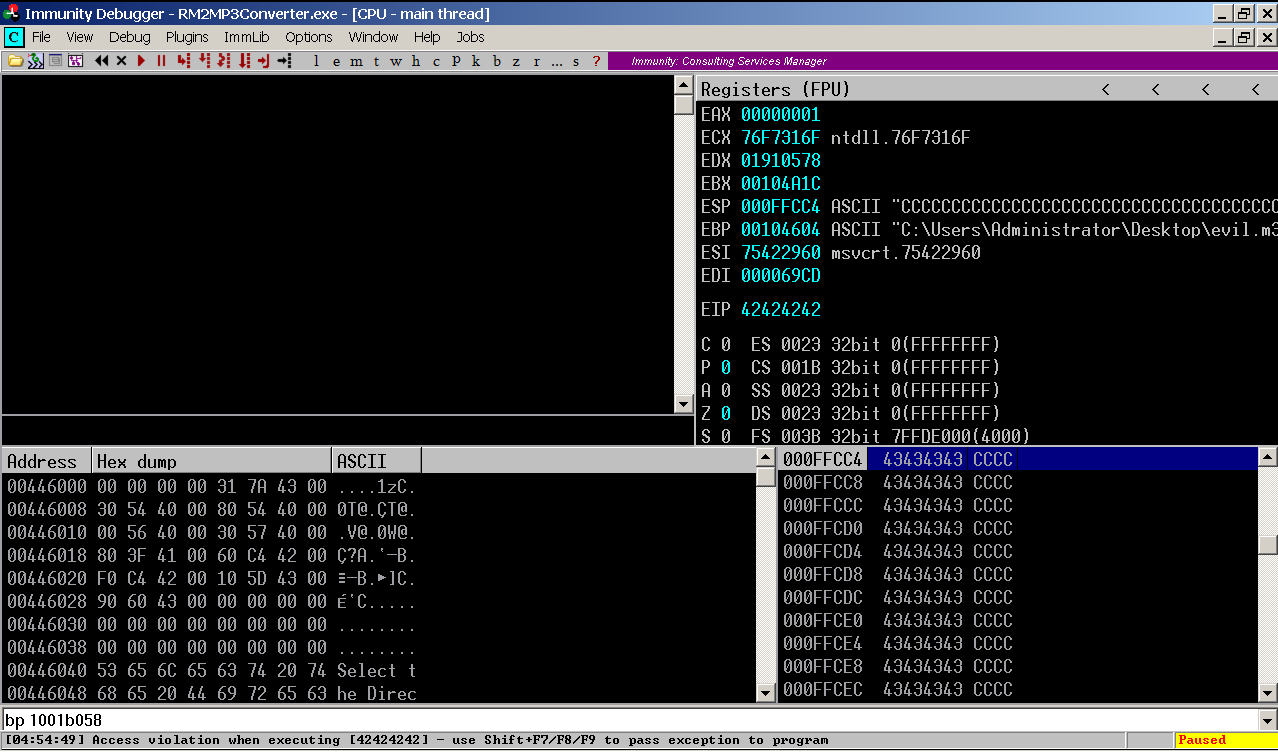 Immunity Debugger - RM2MP3Converter.exe - [CPU - main thread]
C File View Debug Plugins ImmLib Options Window Help Jobs
l e m t w h c P k b z r ... s ? Immunity: Consulting Services Manager
Registers (FPU) < < < <
EAX 00000001
ECX 76F7316F ntdll.76F7316F
EDX 01910578
EBX 00104A1C
ESP 000FFCC4 ASCII "CCCCCCCCCCCCCCCCCCCCCCCCCCCCCCCCCCCCCC
EBP 00104604 ASCII "C:\Users\Administrator\Desktop\evil.m3
ESI 75422960 msvcrt.75422960
EDI 000069CD
EIP 42424242
C 0 ES 0023 32bit 0(FFFFFFFF)
P 0 CS 001B 32bit 0(FFFFFFFF)
A 0 SS 0023 32bit 0(FFFFFFFF)
Z 0 DS 0023 32bit 0(FFFFFFFF)
S 0 FS 003B 32bit 7FFDE000(4000)
Address Hex dump ASCII
00446000 00 00 00 00 31 7A 43 00 ....1zC.
00446008 30 54 40 00 80 54 40 00 0T@.ÇT@.
00446010 00 56 40 00 30 57 40 00 .V@.0W@.
00446018 80 3F 41 00 60 C4 42 00 Ç?A.`─B.
00446020 F0 C4 42 00 10 5D 43 00 ≡─B.►]C.
00446028 90 60 43 00 00 00 00 00 É`C.....
00446030 00 00 00 00 00 00 00 00 ........
00446038 00 00 00 00 00 00 00 00 ........
00446040 53 65 6C 65 63 74 20 74 Select t
00446048 68 65 20 44 69 72 65 63 he Direc
000FFCC4 43434343 CCCC
000FFCC8 43434343 CCCC
000FFCCC 43434343 CCCC
000FFCD0 43434343 CCCC
000FFCD4 43434343 CCCC
000FFCD8 43434343 CCCC
000FFCDC 43434343 CCCC
000FFCE0 43434343 CCCC
000FFCE4 43434343 CCCC
000FFCE8 43434343 CCCC
000FFCEC 43434343 CCCC
bp 1001b058
[04:54:49] Access violation when executing [42424242] - use Shift+F7/F8/F9 to pass exception to program Paused